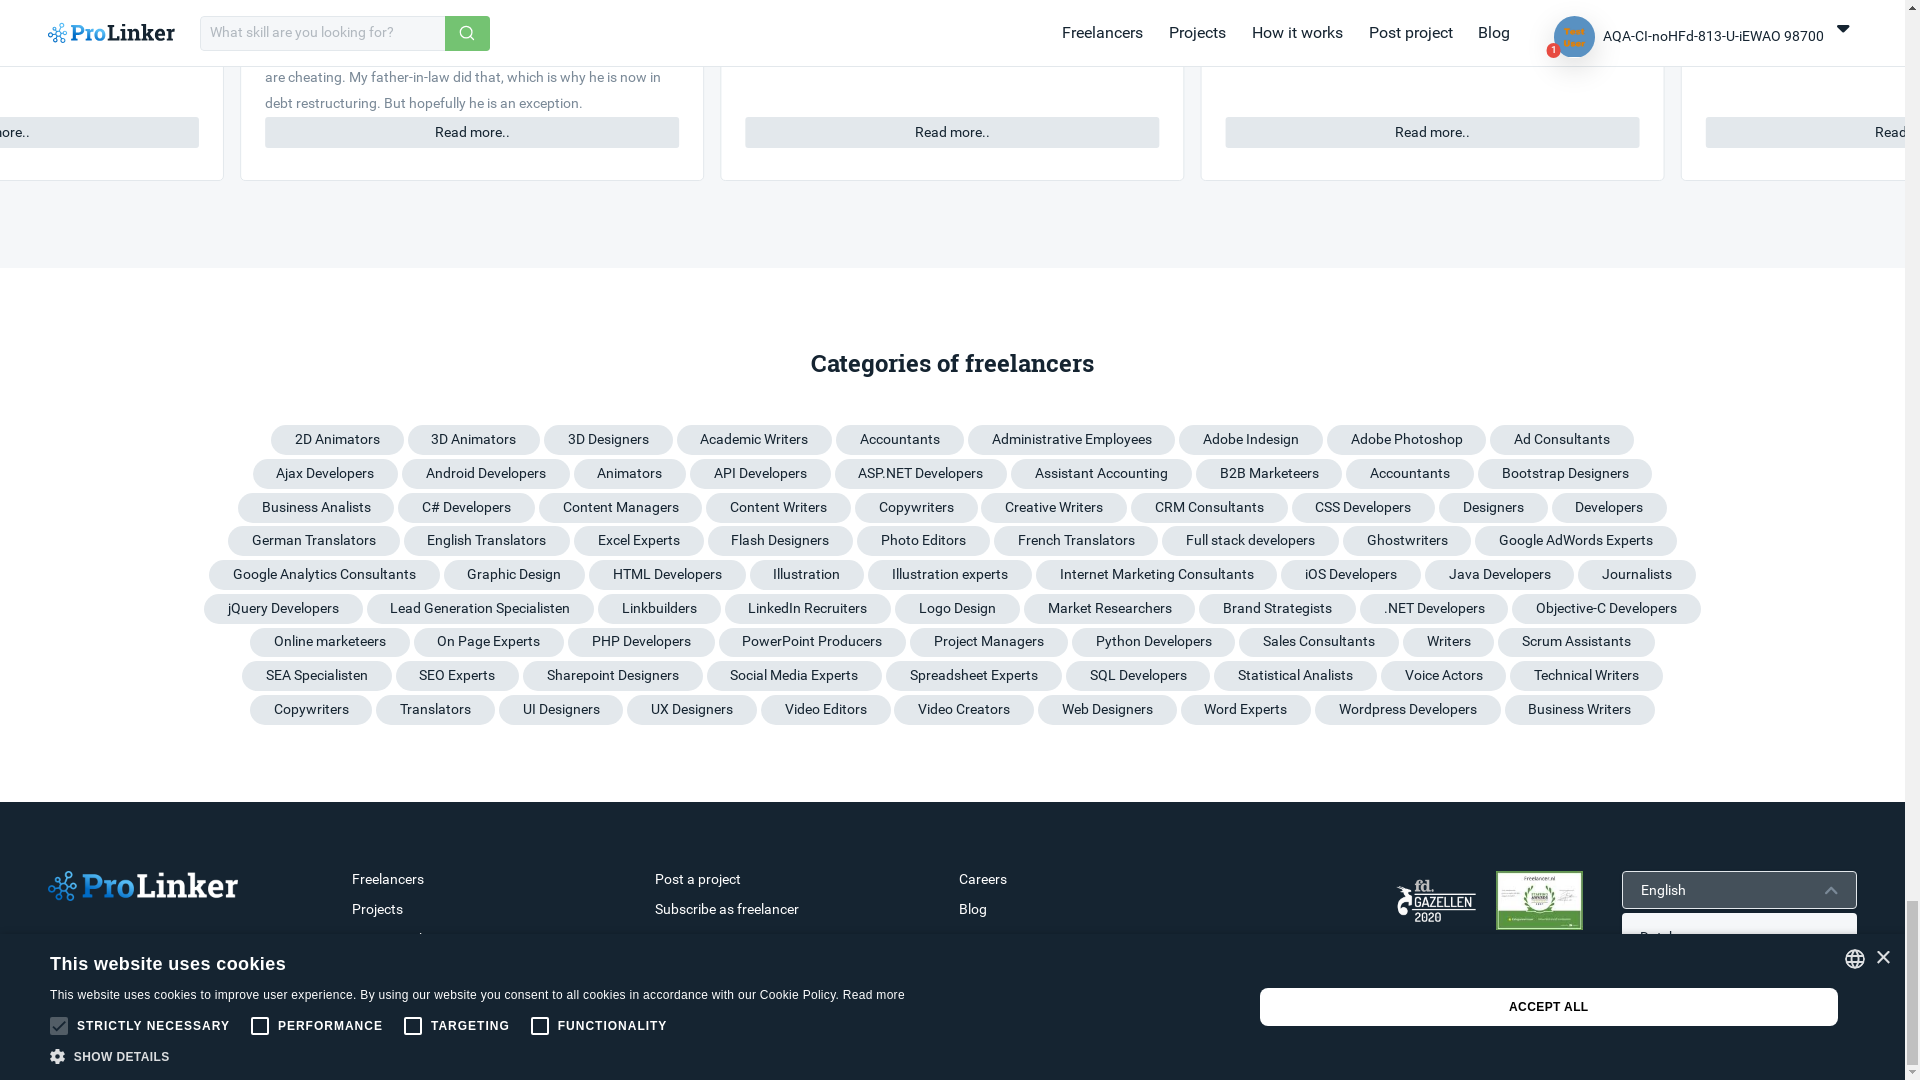 ProLinker
What skill are you looking for?
Freelancers
Projects
How it works
Post project
Blog
1
AQA-CI-noHFd-813-U-iEWAO 98700
are cheating. My father-in-law did that, which is why he is now in
debt restructuring. But hopefully he is an exception.
ore..
Read more..
Read more..
Read more..
Read
Categories of freelancers
2D Animators
3D Animators
3D Designers
Academic Writers
Accountants
Administrative Employees
Adobe Indesign
Adobe Photoshop
Ad Consultants
Ajax Developers
Android Developers
Animators
API Developers
ASP.NET Developers
Assistant Accounting
B2B Marketeers
Accountants
Bootstrap Designers
Business Analists
C# Developers
Content Managers
Content Writers
Copywriters
Creative Writers
CRM Consultants
CSS Developers
Designers
Developers
German Translators
English Translators
Excel Experts
Flash Designers
Photo Editors
French Translators
Full stack developers
Ghostwriters
Google AdWords Experts
Google Analytics Consultants
Graphic Design
HTML Developers
Illustration
Illustration experts
Internet Marketing Consultants
iOS Developers
Java Developers
Journalists
jQuery Developers
Lead Generation Specialisten
Linkbuilders
LinkedIn Recruiters
Logo Design
Market Researchers
Brand Strategists
.NET Developers
Objective-C Developers
Online marketeers
On Page Experts
PHP Developers
PowerPoint Producers
Project Managers
Python Developers
Sales Consultants
Writers
Scrum Assistants
SEA Specialisten
SEO Experts
Sharepoint Designers
Social Media Experts
Spreadsheet Experts
SQL Developers
Statistical Analists
Voice Actors
Technical Writers
Copywriters
Translators
UI Designers
UX Designers
Video Editors
Video Creators
Web Designers
Word Experts
Wordpress Developers
Business Writers
ProLinker
Freelancers
Projects
Post a project
Subscribe as freelancer
Careers
Blog
fd.
GAZELLEN
2020
Freelancer.nl
English
This website uses cookies
This website uses cookies to improve user experience. By using our website you consent to all cookies in accordance with our Cookie Policy. Read more
STRICTLY NECESSARY
PERFORMANCE
TARGETING
FUNCTIONALITY
SHOW DETAILS
ACCEPT ALL